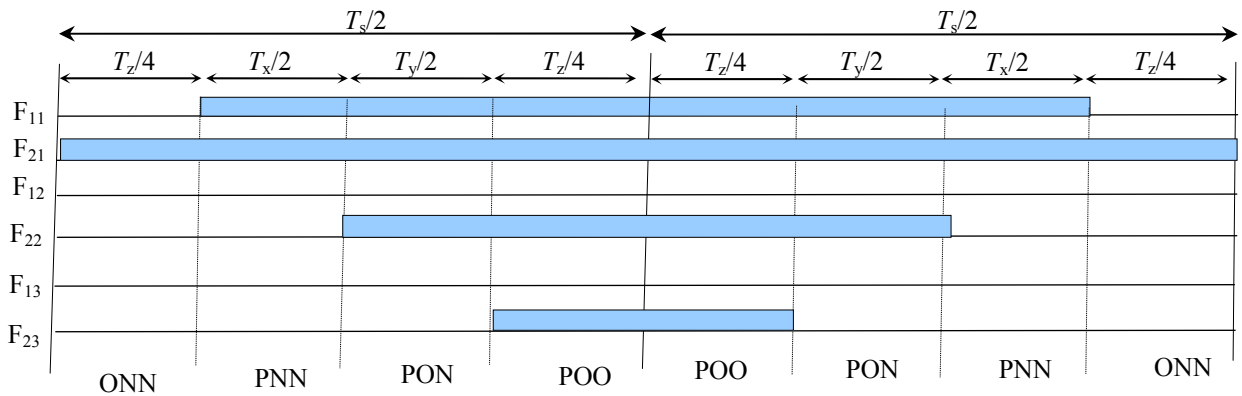 Ts/2 Ts/2
Tz/4 Tx/2 Ty/2 Tz/4 Tz/4 Ty/2 Tx/2 Tz/4
F11
F21
F12
F22
F13
F23
ONN PNN PON POO POO PON PNN ONN